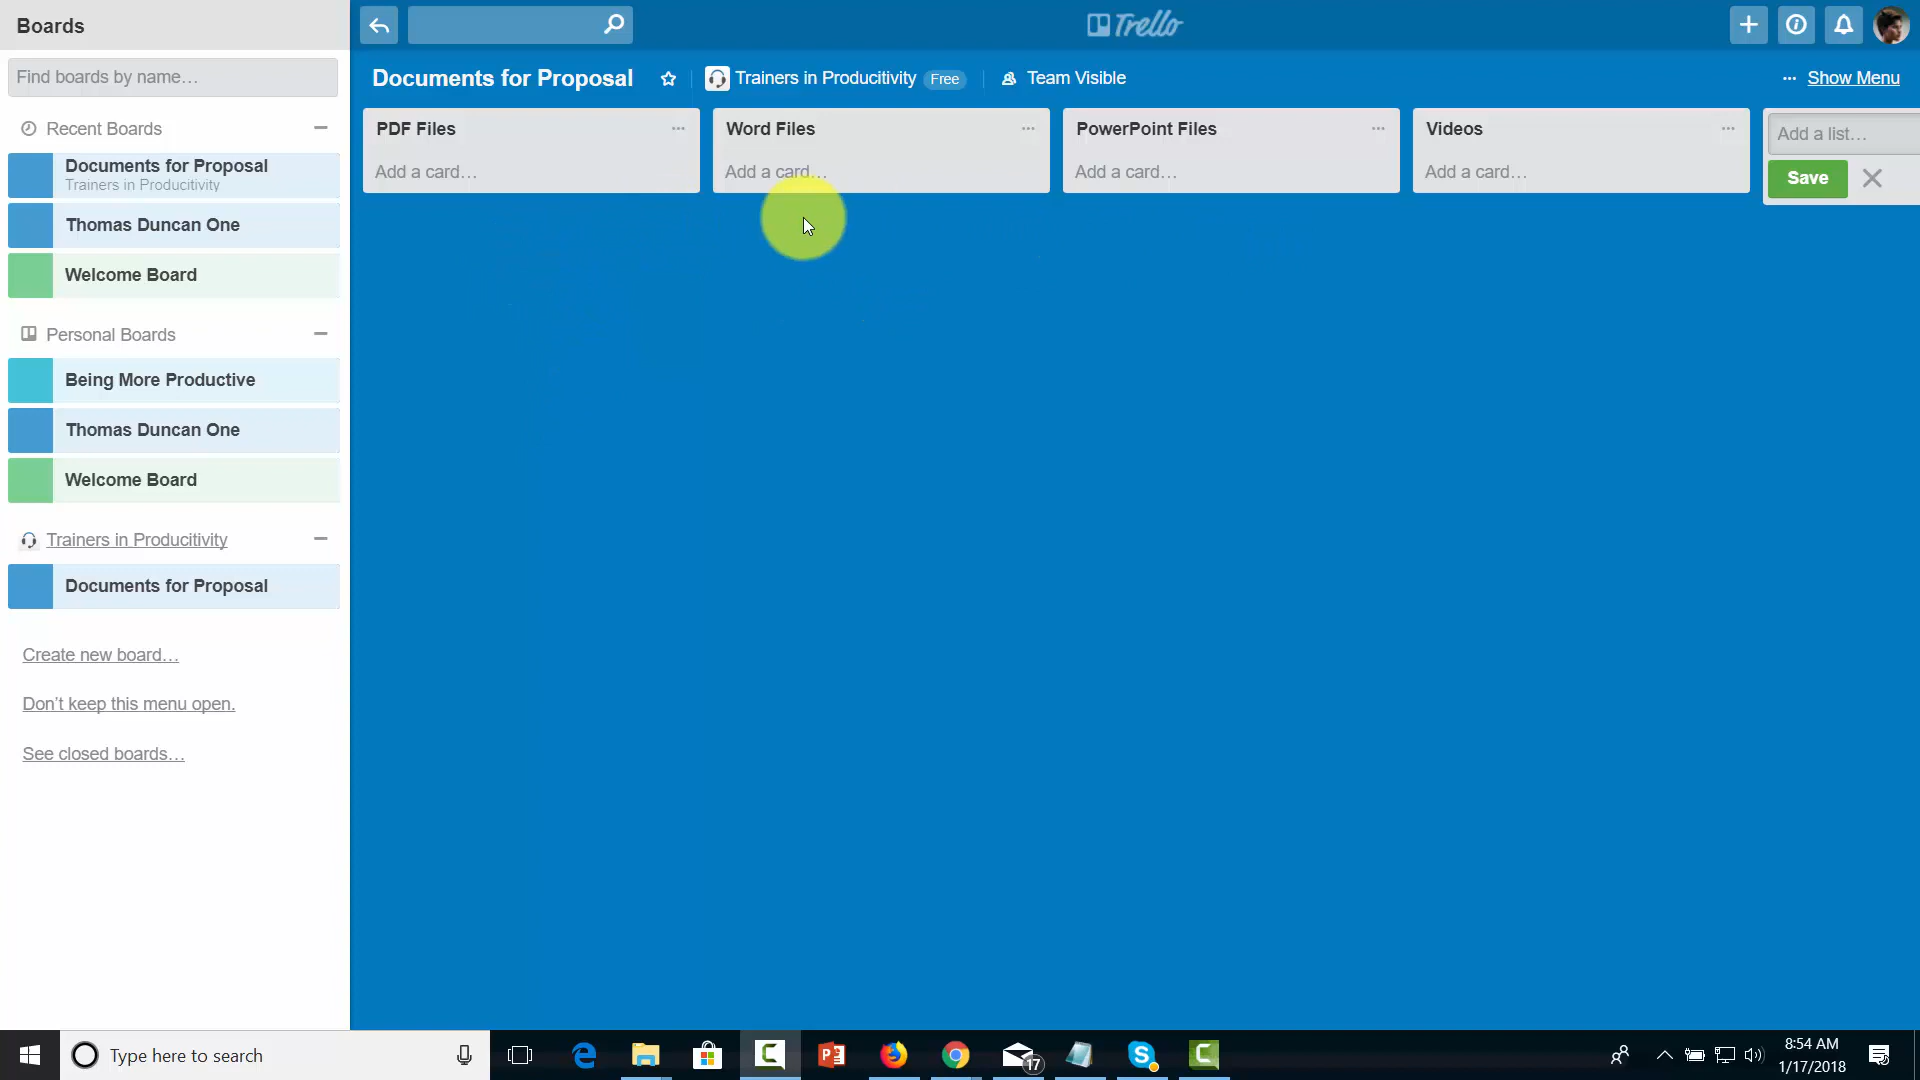 Boards
Trello
Find boards by name…
Documents for Proposal
Trainers in Producitivity
Free
Team Visible
Show Menu
Recent Boards
Documents for Proposal
Trainers in Producitivity
Thomas Duncan One
Welcome Board
Personal Boards
Being More Productive
Thomas Duncan One
Welcome Board
Trainers in Producitivity
Documents for Proposal
Create new board…
Don't keep this menu open.
See closed boards…
PDF Files
Add a card…
Word Files
Add a card…
PowerPoint Files
Add a card…
Videos
Add a card…
Add a list…
Save
Type here to search
17
8:54 AM
1/17/2018